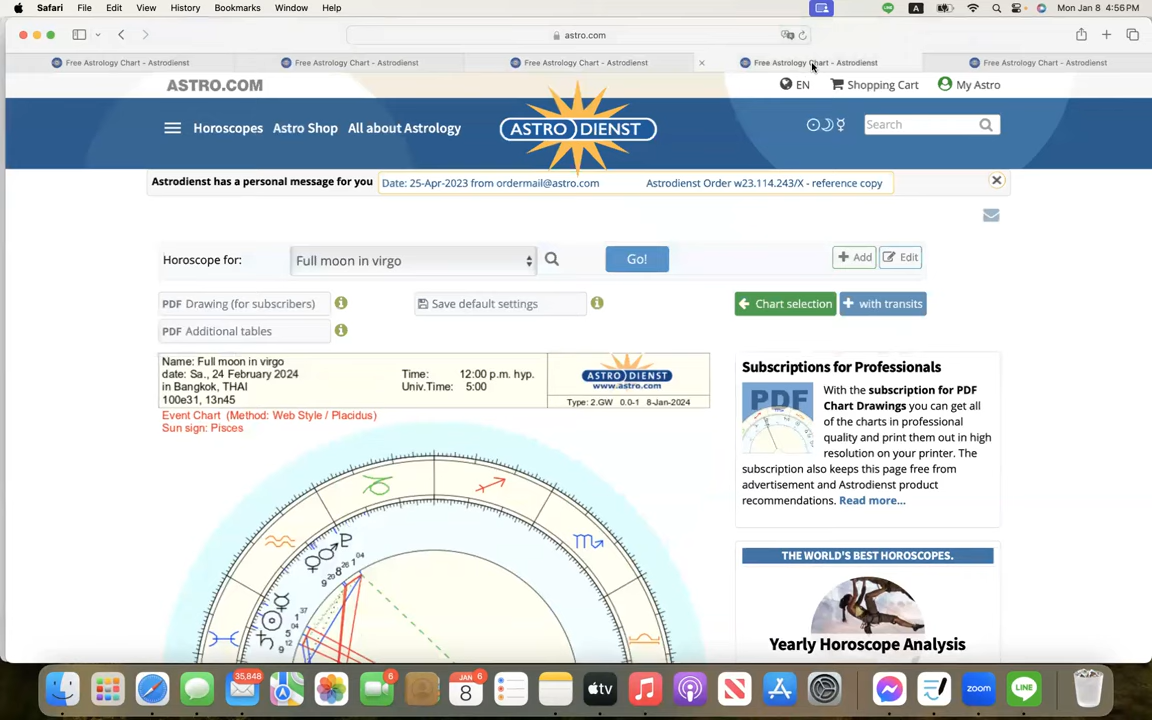 Safari File Edit View History Bookmarks Window Help A Mon Jan 8 4:56 PM
astro.com
Free Astrology Chart - Astrodienst Free Astrology Chart - Astrodienst Free Astrology Chart - Astrodienst Free Astrology Chart - Astrodienst Free Astrology Chart - Astrodienst
ASTRO.COM EN Shopping Cart My Astro
Horoscopes Astro Shop All about Astrology ASTRO DIENST Search
Astrodienst has a personal message for you Date: 25-Apr-2023 from ordermail@astro.com Astrodienst Order w23.114.243/X - reference copy
Horoscope for: Full moon in virgo Go! Add Edit
PDF Drawing (for subscribers) Save default settings Chart selection with transits
PDF Additional tables
Name: Full moon in virgo
date: Sa., 24 February 2024 Time: 12:00 p.m. hyp.
in Bangkok, THAI Univ.Time: 5:00
100e31, 13n45
ASTRO DIENST
www.astro.com
Type: 2.GW 0.0-1 8-Jan-2024
Event Chart (Method: Web Style / Placidus)
Sun sign: Pisces
Subscriptions for Professionals
PDF
With the subscription for PDF
Chart Drawings you can get all
of the charts in professional
quality and print them out in high
resolution on your printer. The
subscription also keeps this page free from
advertisement and Astrodienst product
recommendations. Read more...
THE WORLD'S BEST HOROSCOPES.
Yearly Horoscope Analysis
35,848 JAN 8 6 6 tv zoom LINE